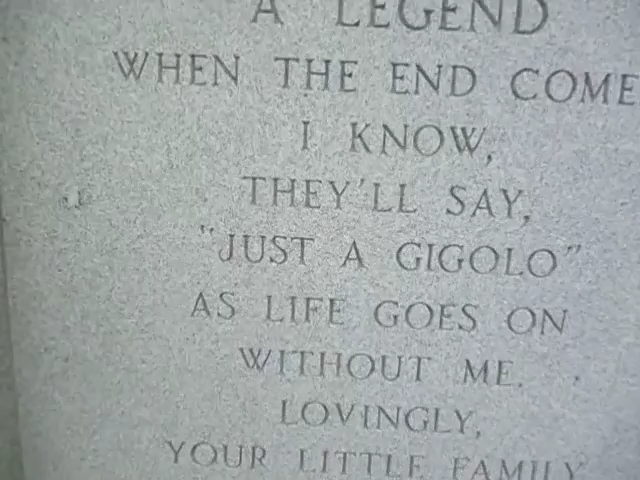 A LEGEND
WHEN THE END COME
I KNOW,
THEY'LL SAY,
"JUST A GIGOLO"
AS LIFE GOES ON
WITHOUT ME.
LOVINGLY,
YOUR LITTLE FAMILY